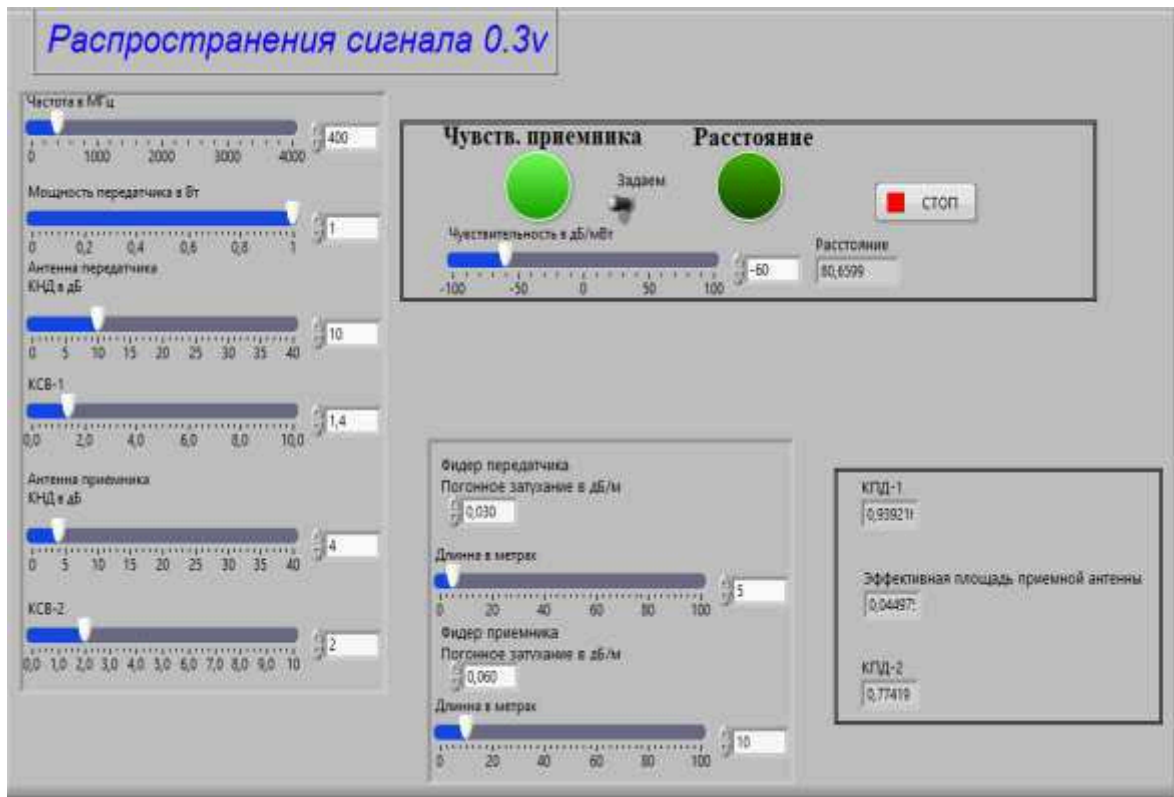 Распространения сигнала 0.3v
Частота в МГц
400
0 1000 2000 3000 4000
Мощность передатчика в Вт
1
0 0,2 0,4 0,6 0,8 1
Антенна передатчика
КНД в дБ
10
0 5 10 15 20 25 30 35 40
КСВ-1
1,4
0,0 2,0 4,0 6,0 8,0 10,0
Антенна приемника
КНД в дБ
4
0 5 10 15 20 25 30 35 40
КСВ-2
2
0,0 1,0 2,0 3,0 4,0 5,0 6,0 7,0 8,0 9,0 10
Чувств. приемника Расстояние
Задаем
СТОП
Чувствительность в дБ/мВт
-60
-100 -50 0 50 100
Расстояние
80,6599
Фидер передатчика
Погонное затухание в дБ/м
0,030
Длинна в метрах
5
0 20 40 60 80 100
Фидер приемника
Погонное затухание в дБ/м
0,060
Длинна в метрах
10
0 20 40 60 80 100
КПД-1
0,93921
Эффективная площадь приемной антенны
0,04497
КПД-2
0,77419